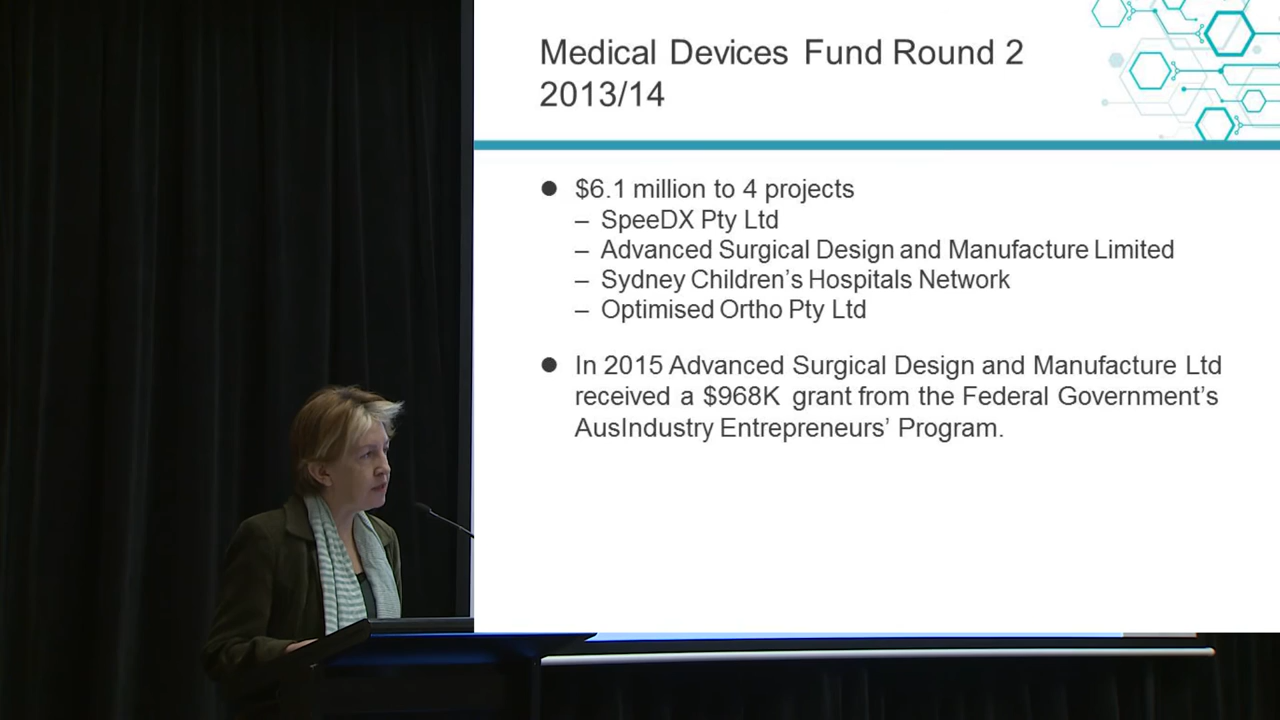 Medical Devices Fund Round 2
2013/14
● $6.1 million to 4 projects
– SpeeDX Pty Ltd
– Advanced Surgical Design and Manufacture Limited
– Sydney Children's Hospitals Network
– Optimised Ortho Pty Ltd
● In 2015 Advanced Surgical Design and Manufacture Ltd
received a $968K grant from the Federal Government's
AusIndustry Entrepreneurs' Program.